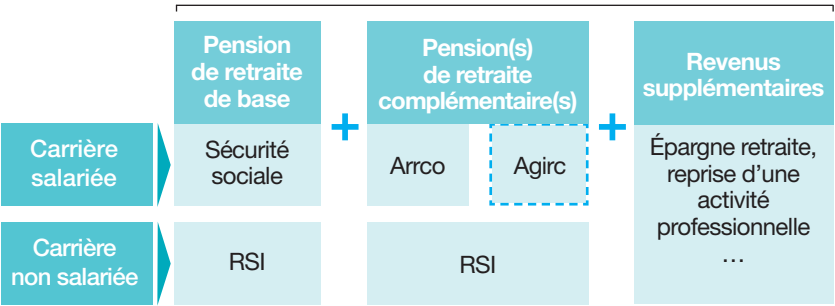 Pension
de retraite
de base
+
Pension(s)
de retraite
complémentaire(s)
+
Revenus
supplémentaires
Carrière
salariée
Sécurité
sociale
Arrco
Agirc
Épargne retraite,
reprise d'une
activité
professionnelle
…
Carrière
non salariée
RSI
RSI